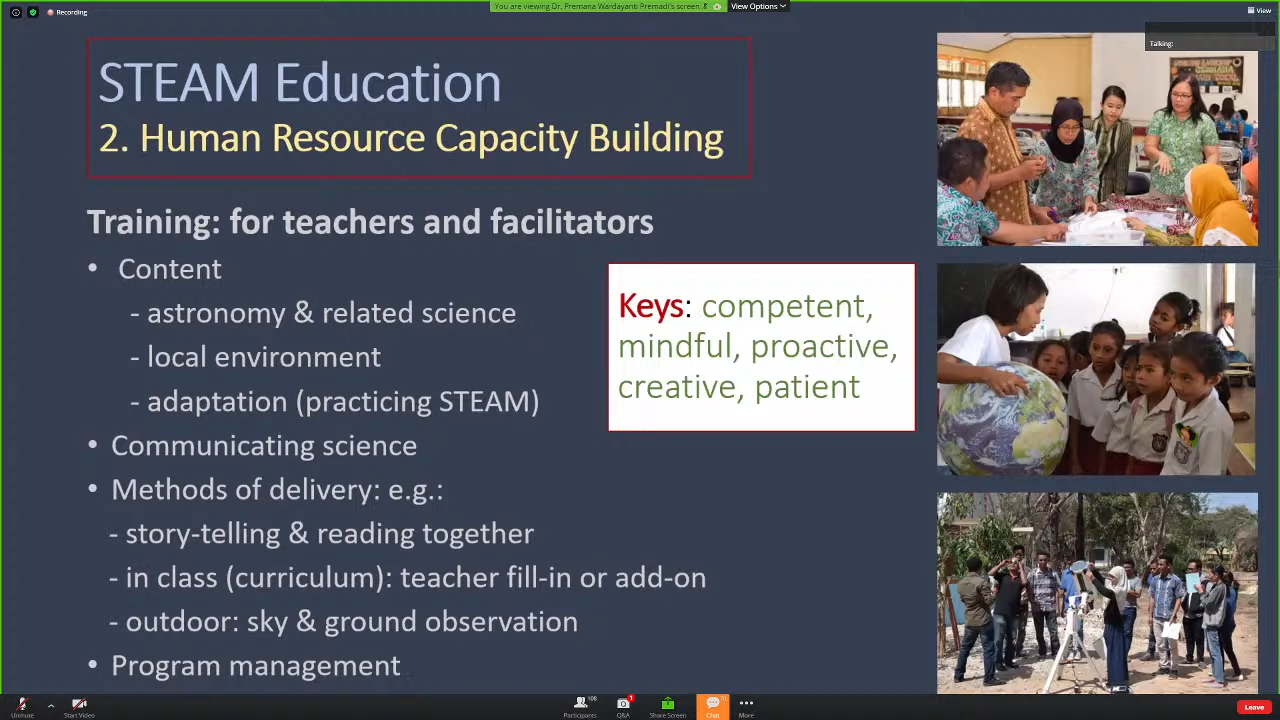 Recording
You are viewing Dr. Premana Wardayanti Premadi's screen
View Options
View
Talking:
STEAM Education
2. Human Resource Capacity Building
Training: for teachers and facilitators
• Content
- astronomy & related science
- local environment
- adaptation (practicing STEAM)
• Communicating science
• Methods of delivery: e.g.:
- story-telling & reading together
- in class (curriculum): teacher fill-in or add-on
- outdoor: sky & ground observation
• Program management
Keys: competent,
mindful, proactive,
creative, patient
Unmute
Start Video
108
Participants
1
Q&A
Share Screen
Chat
More
Leave